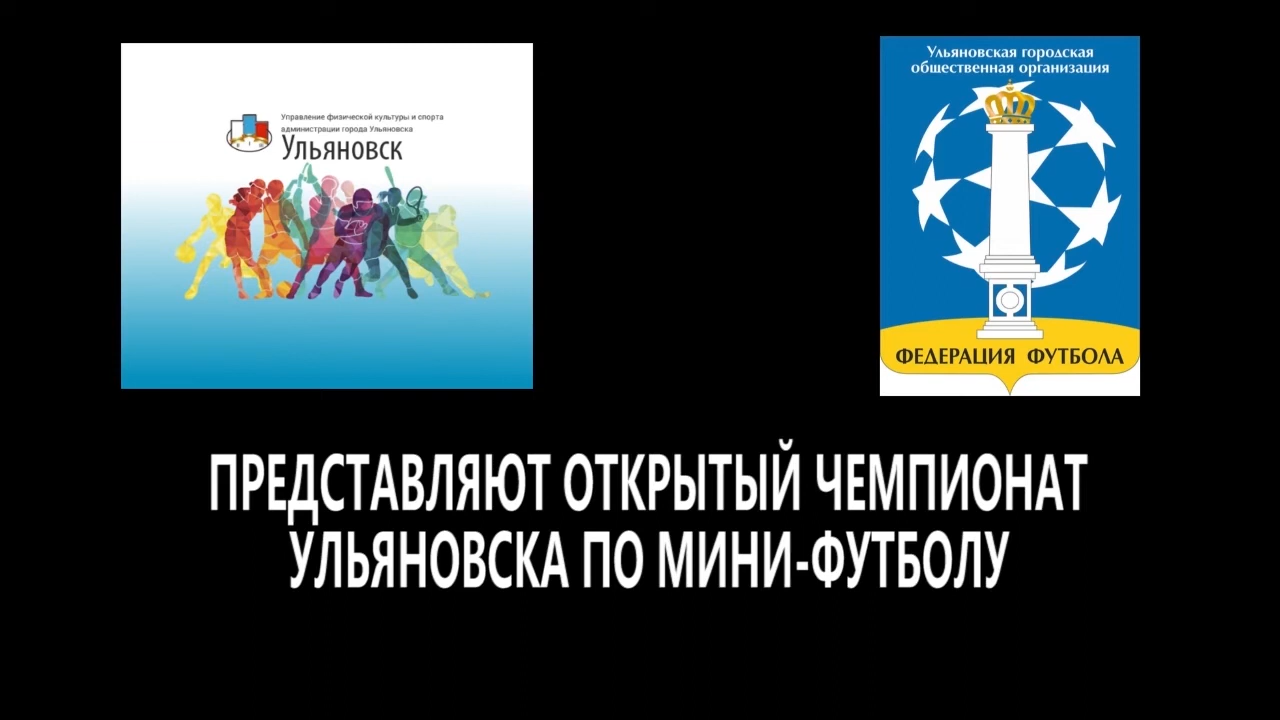 Управление физической культуры и спорта
администрации города Ульяновска
Ульяновск
Ульяновская городская
общественная организация
ФЕДЕРАЦИЯ ФУТБОЛА
ПРЕДСТАВЛЯЮТ ОТКРЫТЫЙ ЧЕМПИОНАТ
УЛЬЯНОВСКА ПО МИНИ-ФУТБОЛУ